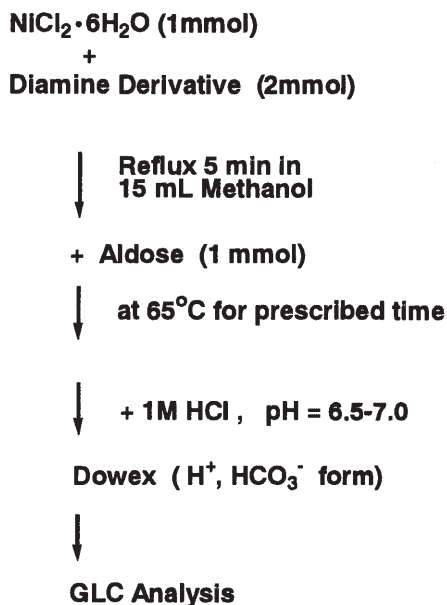 NiCl₂·6H₂O (1mmol)
+
Diamine Derivative (2mmol)
Reflux 5 min in
15 mL Methanol
+ Aldose (1 mmol)
at 65°C for prescribed time
+ 1M HCl , pH = 6.5-7.0
Dowex ( H⁺, HCO₃⁻ form)
GLC Analysis